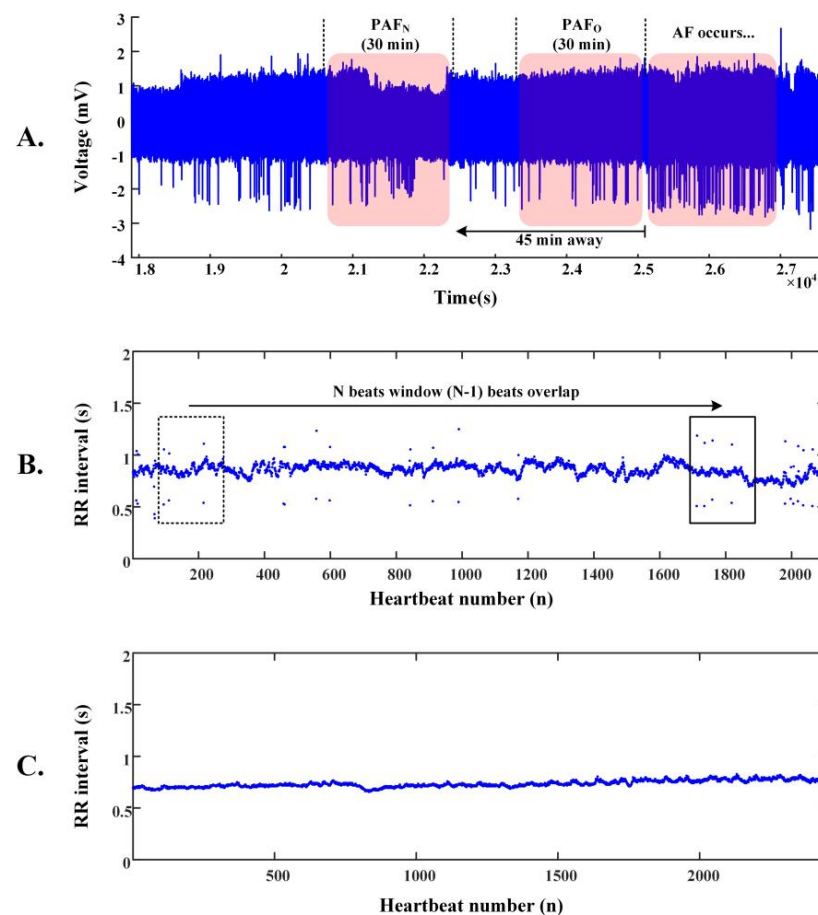 PAF_N
(30 min)
PAF_O
(30 min)
AF occurs...
A.
Voltage (mV)
3
2
1
0
-1
-2
-3
-4
45 min away
1.8 1.9 2 2.1 2.2 2.3 2.4 2.5 2.6 2.7
×10⁴
Time(s)
B.
RR interval (s)
2
1.5
1
0.5
0
N beats window (N-1) beats overlap
200 400 600 800 1000 1200 1400 1600 1800 2000
Heartbeat number (n)
C.
RR interval (s)
2
1.5
1
0.5
0
500 1000 1500 2000
Heartbeat number (n)